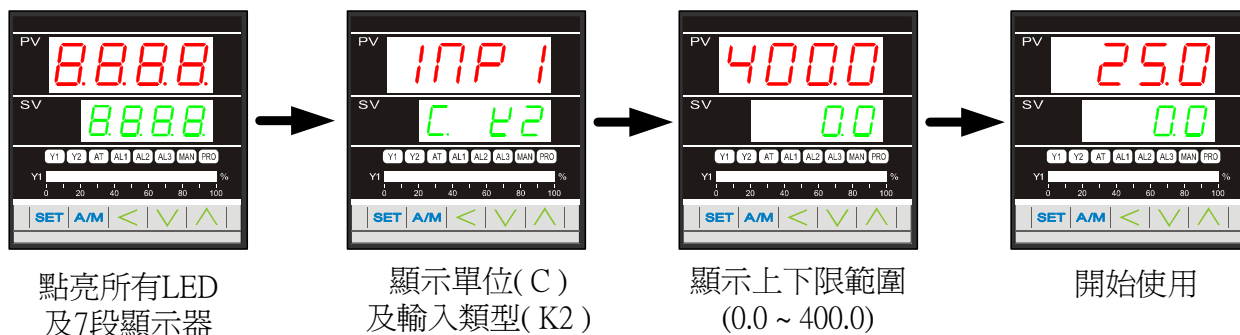 PV
8.8.8.8.
SV
8.8.8.8.
Y1 Y2 AT AL1 AL2 AL3 MAN PRO
Y1 %
0 20 40 60 80 100
SET A/M
點亮所有LED
及7段顯示器
PV
INP1
SV
C. K2
Y1 Y2 AT AL1 AL2 AL3 MAN PRO
Y1 %
0 20 40 60 80 100
SET A/M
顯示單位( C )
及輸入類型( K2 )
PV
400.0
SV
0.0
Y1 Y2 AT AL1 AL2 AL3 MAN PRO
Y1 %
0 20 40 60 80 100
SET A/M
顯示上下限範圍
(0.0 ~ 400.0)
PV
25.0
SV
0.0
Y1 Y2 AT AL1 AL2 AL3 MAN PRO
Y1 %
0 20 40 60 80 100
SET A/M
開始使用